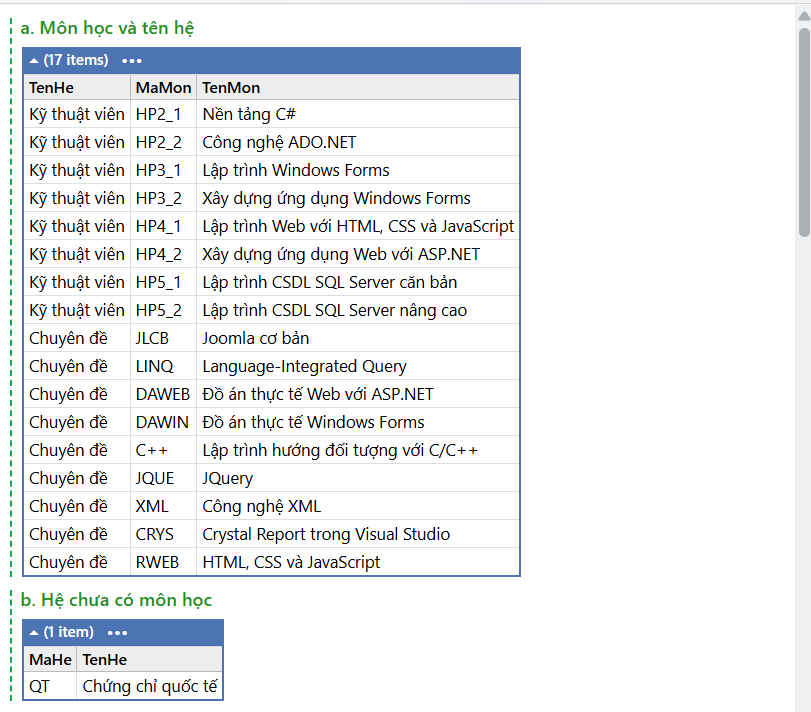 a. Môn học và tên hệ
(17 items) •••
TenHe MaMon TenMon
Kỹ thuật viên HP2_1 Nền tảng C#
Kỹ thuật viên HP2_2 Công nghệ ADO.NET
Kỹ thuật viên HP3_1 Lập trình Windows Forms
Kỹ thuật viên HP3_2 Xây dựng ứng dụng Windows Forms
Kỹ thuật viên HP4_1 Lập trình Web với HTML, CSS và JavaScript
Kỹ thuật viên HP4_2 Xây dựng ứng dụng Web với ASP.NET
Kỹ thuật viên HP5_1 Lập trình CSDL SQL Server căn bản
Kỹ thuật viên HP5_2 Lập trình CSDL SQL Server nâng cao
Chuyên đề JLCB Joomla cơ bản
Chuyên đề LINQ Language-Integrated Query
Chuyên đề DAWEB Đồ án thực tế Web với ASP.NET
Chuyên đề DAWIN Đồ án thực tế Windows Forms
Chuyên đề C++ Lập trình hướng đối tượng với C/C++
Chuyên đề JQUE JQuery
Chuyên đề XML Công nghệ XML
Chuyên đề CRYS Crystal Report trong Visual Studio
Chuyên đề RWEB HTML, CSS và JavaScript
b. Hệ chưa có môn học
(1 item) •••
MaHe TenHe
QT Chứng chỉ quốc tế